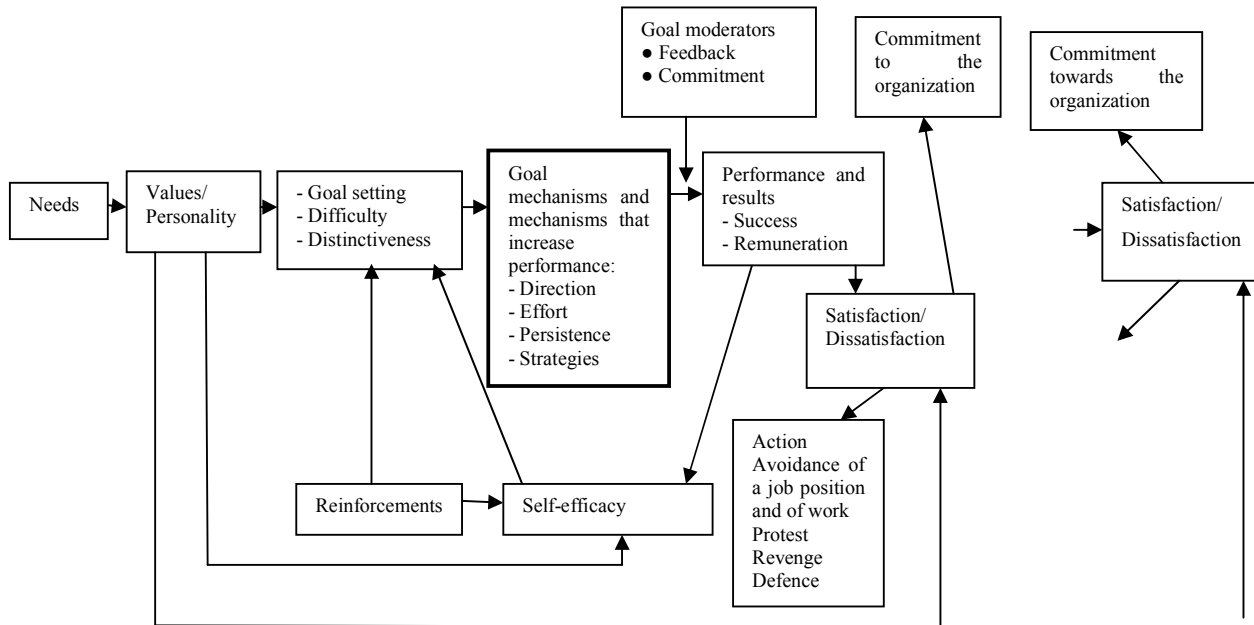 Needs
Values/
Personality
- Goal setting
- Difficulty
- Distinctiveness
Goal
mechanisms and
mechanisms that
increase
performance:
- Direction
- Effort
- Persistence
- Strategies
Goal moderators
● Feedback
● Commitment
Performance and
results
- Success
- Remuneration
Commitment
to the
organization
Satisfaction/
Dissatisfaction
Action
Avoidance of
a job position
and of work
Protest
Revenge
Defence
Reinforcements
Self-efficacy
Commitment
towards the
organization
Satisfaction/
Dissatisfaction